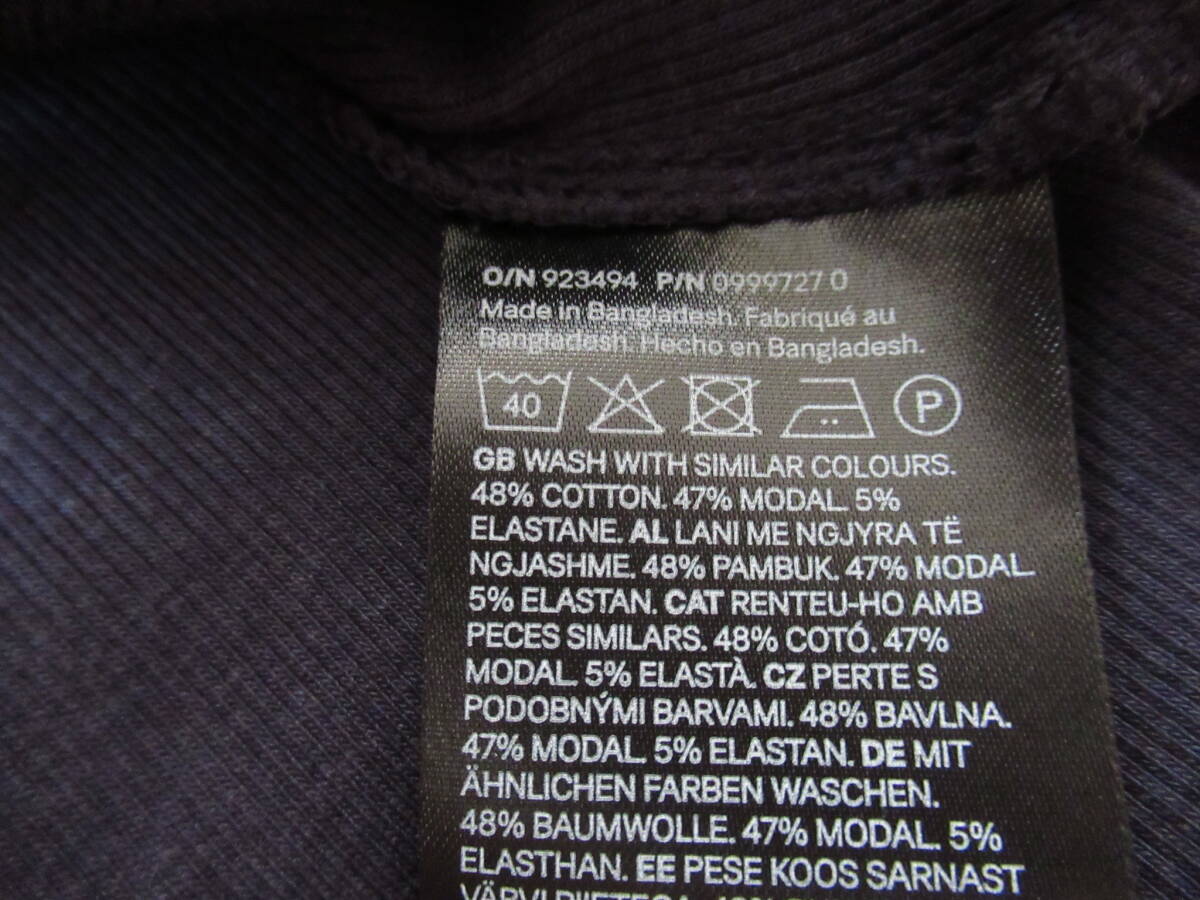 O/N 923494 P/N 0999727 0
Made in Bangladesh. Fabriqué au
Bangladesh. Hecho en Bangladesh.
40 P
GB WASH WITH SIMILAR COLOURS.
48% COTTON. 47% MODAL. 5%
ELASTANE. AL LANI ME NGJYRA TË
NGJASHME. 48% PAMBUK. 47% MODAL.
5% ELASTAN. CAT RENTEU-HO AMB
PECES SIMILARS. 48% COTÓ. 47%
MODAL. 5% ELASTÀ. CZ PERTE S
PODOBNÝMI BARVAMI. 48% BAVLNA.
47% MODAL. 5% ELASTAN. DE MIT
ÄHNLICHEN FARBEN WASCHEN.
48% BAUMWOLLE. 47% MODAL. 5%
ELASTHAN. EE PESE KOOS SARNAST